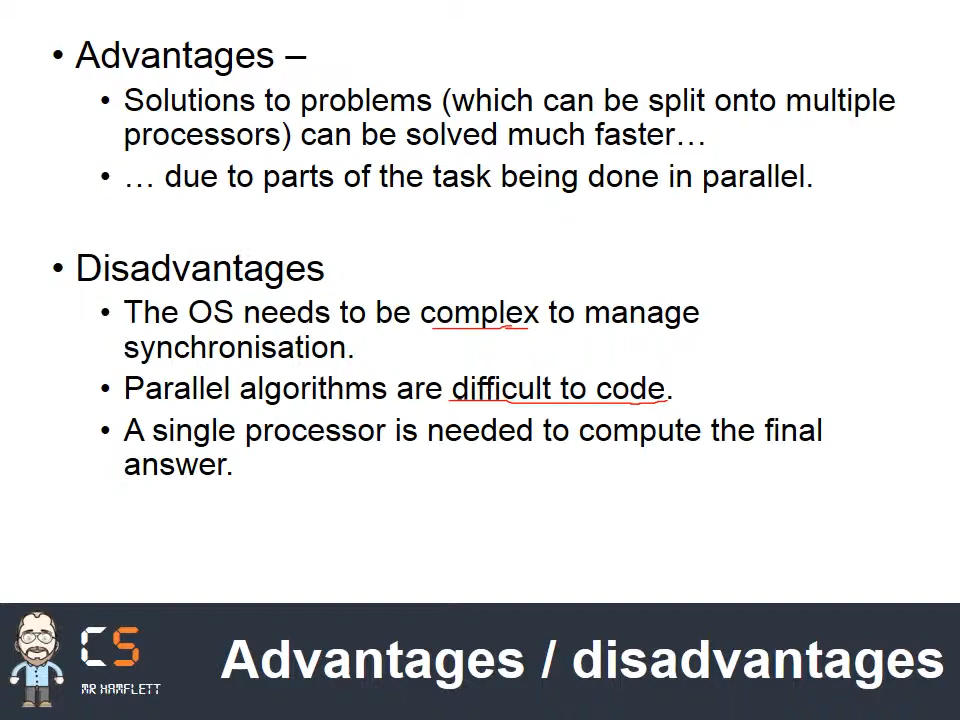 • Advantages –
• Solutions to problems (which can be split onto multiple
processors) can be solved much faster…
• … due to parts of the task being done in parallel.
• Disadvantages
• The OS needs to be complex to manage
synchronisation.
• Parallel algorithms are difficult to code.
• A single processor is needed to compute the final
answer.
CS
MR HAMFLETT
Advantages / disadvantages